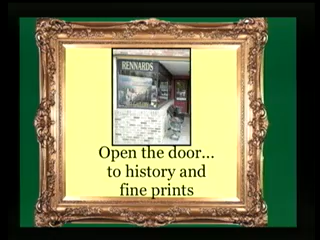 RENNARDS
Open the door...
to history and
fine prints